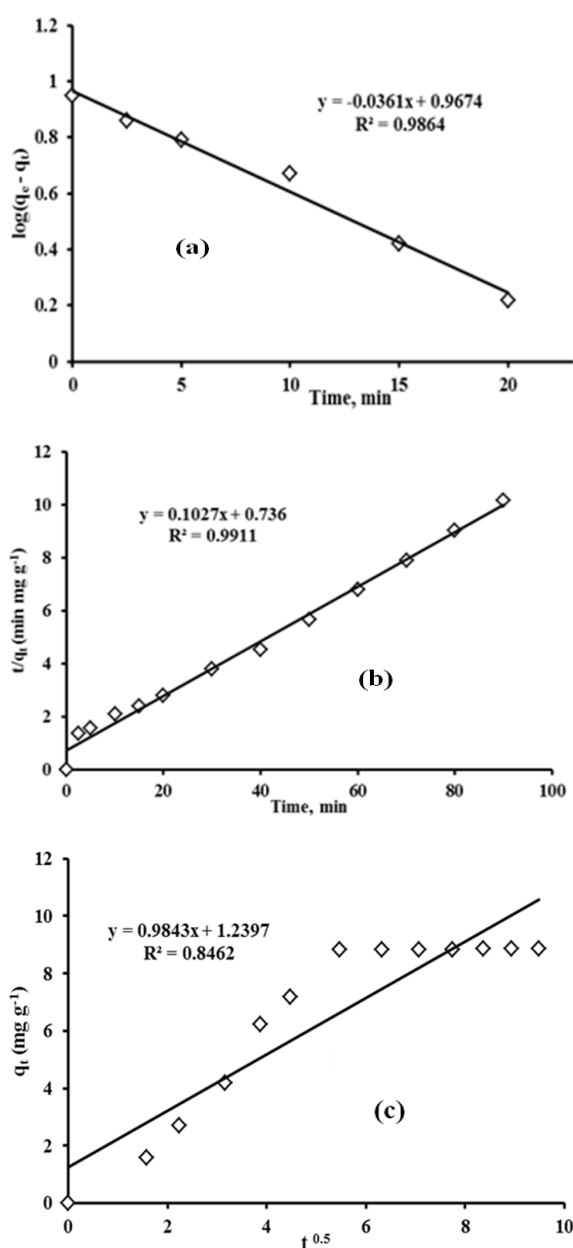 1.2
1
0.8
0.6
0.4
0.2
0
log(qe - qt)
y = -0.0361x + 0.9674
R² = 0.9864
(a)
0 5 10 15 20
Time, min
12
10
8
6
4
2
0
t/qt (min mg g-1)
y = 0.1027x + 0.736
R² = 0.9911
(b)
0 20 40 60 80 100
Time, min
12
10
8
6
4
2
0
qt (mg g-1)
y = 0.9843x + 1.2397
R² = 0.8462
(c)
0 2 4 6 8 10
t 0.5